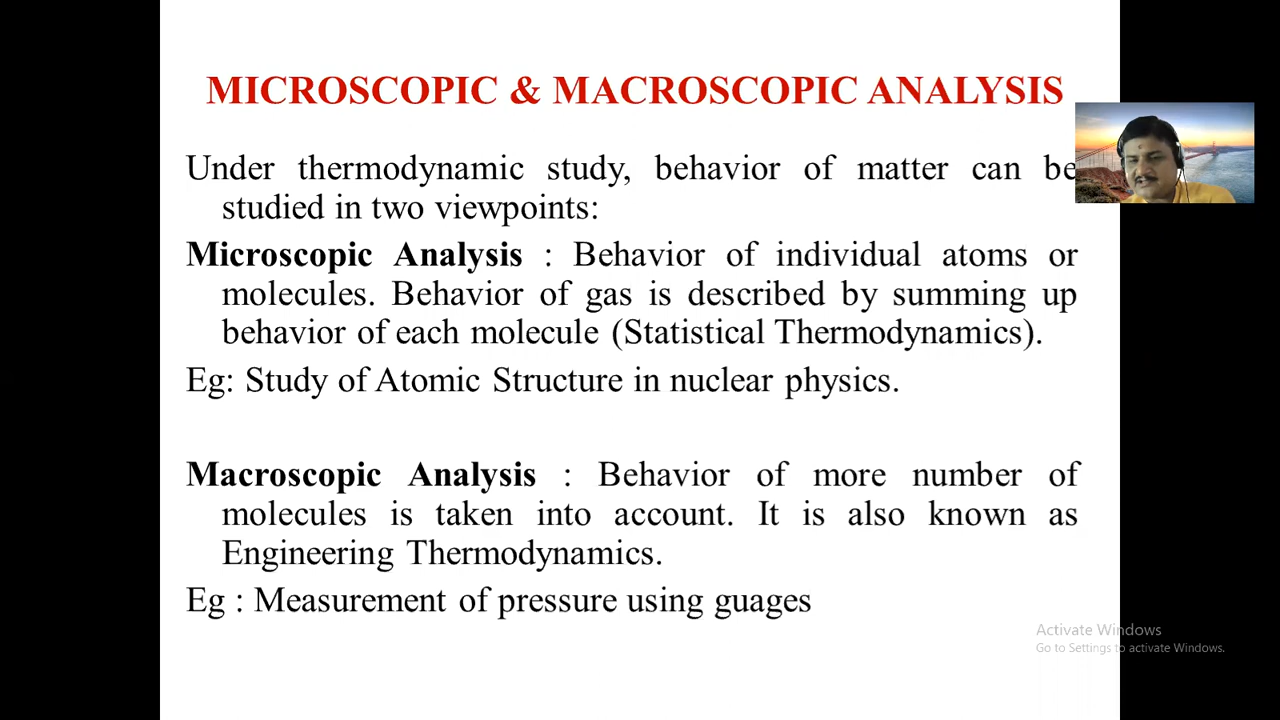 MICROSCOPIC & MACROSCOPIC ANALYSIS
Under thermodynamic study, behavior of matter can be
studied in two viewpoints:
Microscopic Analysis : Behavior of individual atoms or
molecules. Behavior of gas is described by summing up
behavior of each molecule (Statistical Thermodynamics).
Eg: Study of Atomic Structure in nuclear physics.
Macroscopic Analysis : Behavior of more number of
molecules is taken into account. It is also known as
Engineering Thermodynamics.
Eg : Measurement of pressure using guages
Activate Windows
Go to Settings to activate Windows.